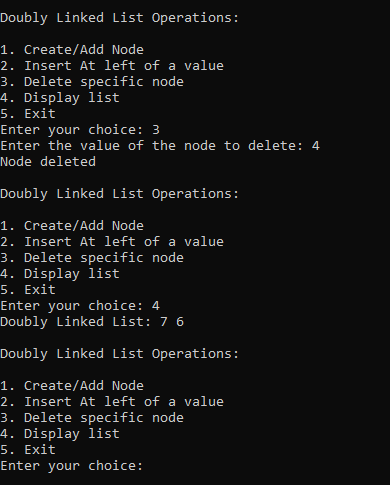 Doubly Linked List Operations:
1. Create/Add Node
2. Insert At left of a value
3. Delete specific node
4. Display list
5. Exit
Enter your choice: 3
Enter the value of the node to delete: 4
Node deleted
Doubly Linked List Operations:
1. Create/Add Node
2. Insert At left of a value
3. Delete specific node
4. Display list
5. Exit
Enter your choice: 4
Doubly Linked List: 7 6
Doubly Linked List Operations:
1. Create/Add Node
2. Insert At left of a value
3. Delete specific node
4. Display list
5. Exit
Enter your choice: